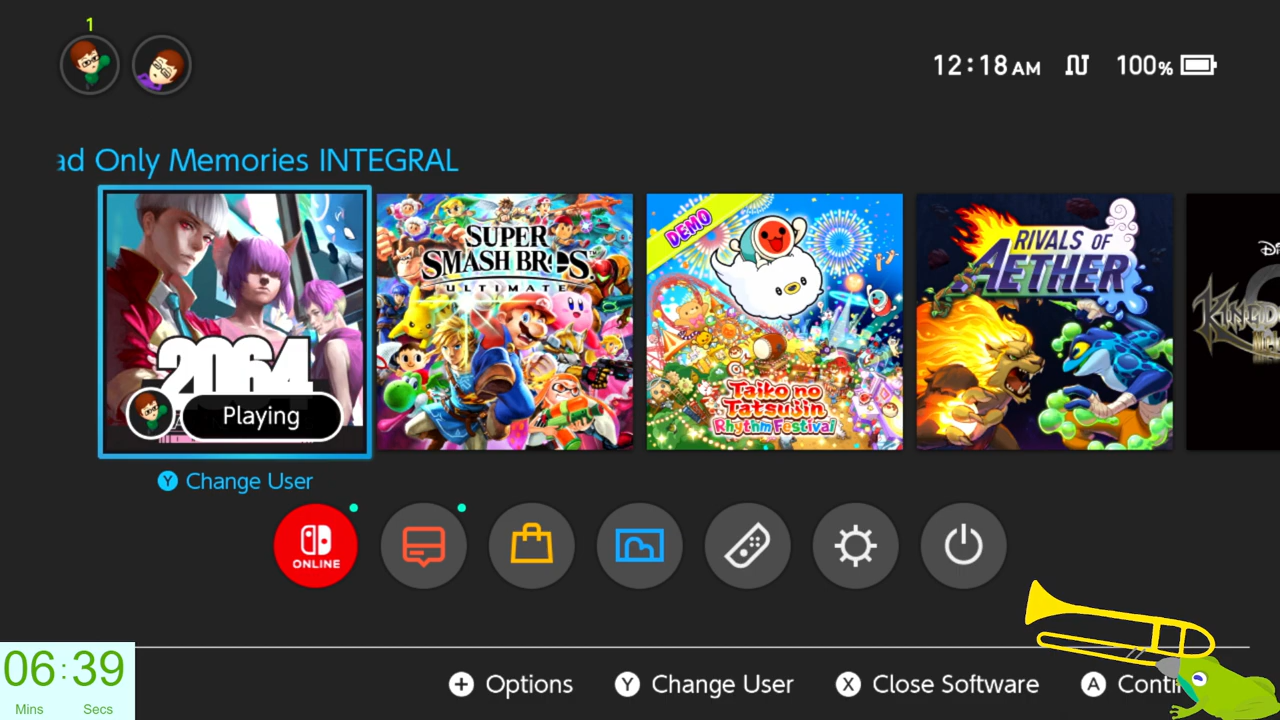 1
12:18 AM
100%
ad Only Memories INTEGRAL
2064
Playing
SUPER
SMASH BROS.
ULTIMATE
DEMO
Taiko no
Tatsujin
Rhythm Festival
RIVALS OF
AETHER
Y Change User
ONLINE
06:39
Mins Secs
+ Options
Y Change User
X Close Software
A Conti